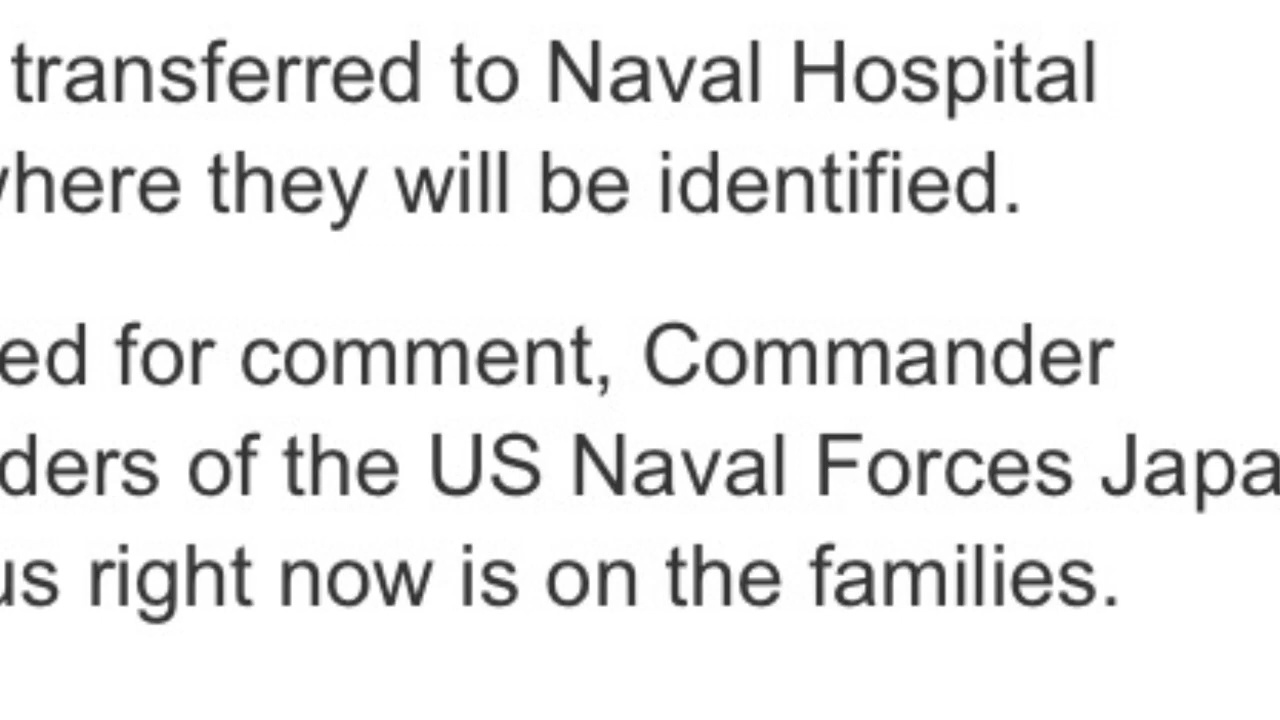 transferred to Naval Hospital
where they will be identified.
ed for comment, Commander
ders of the US Naval Forces Japa
us right now is on the families.